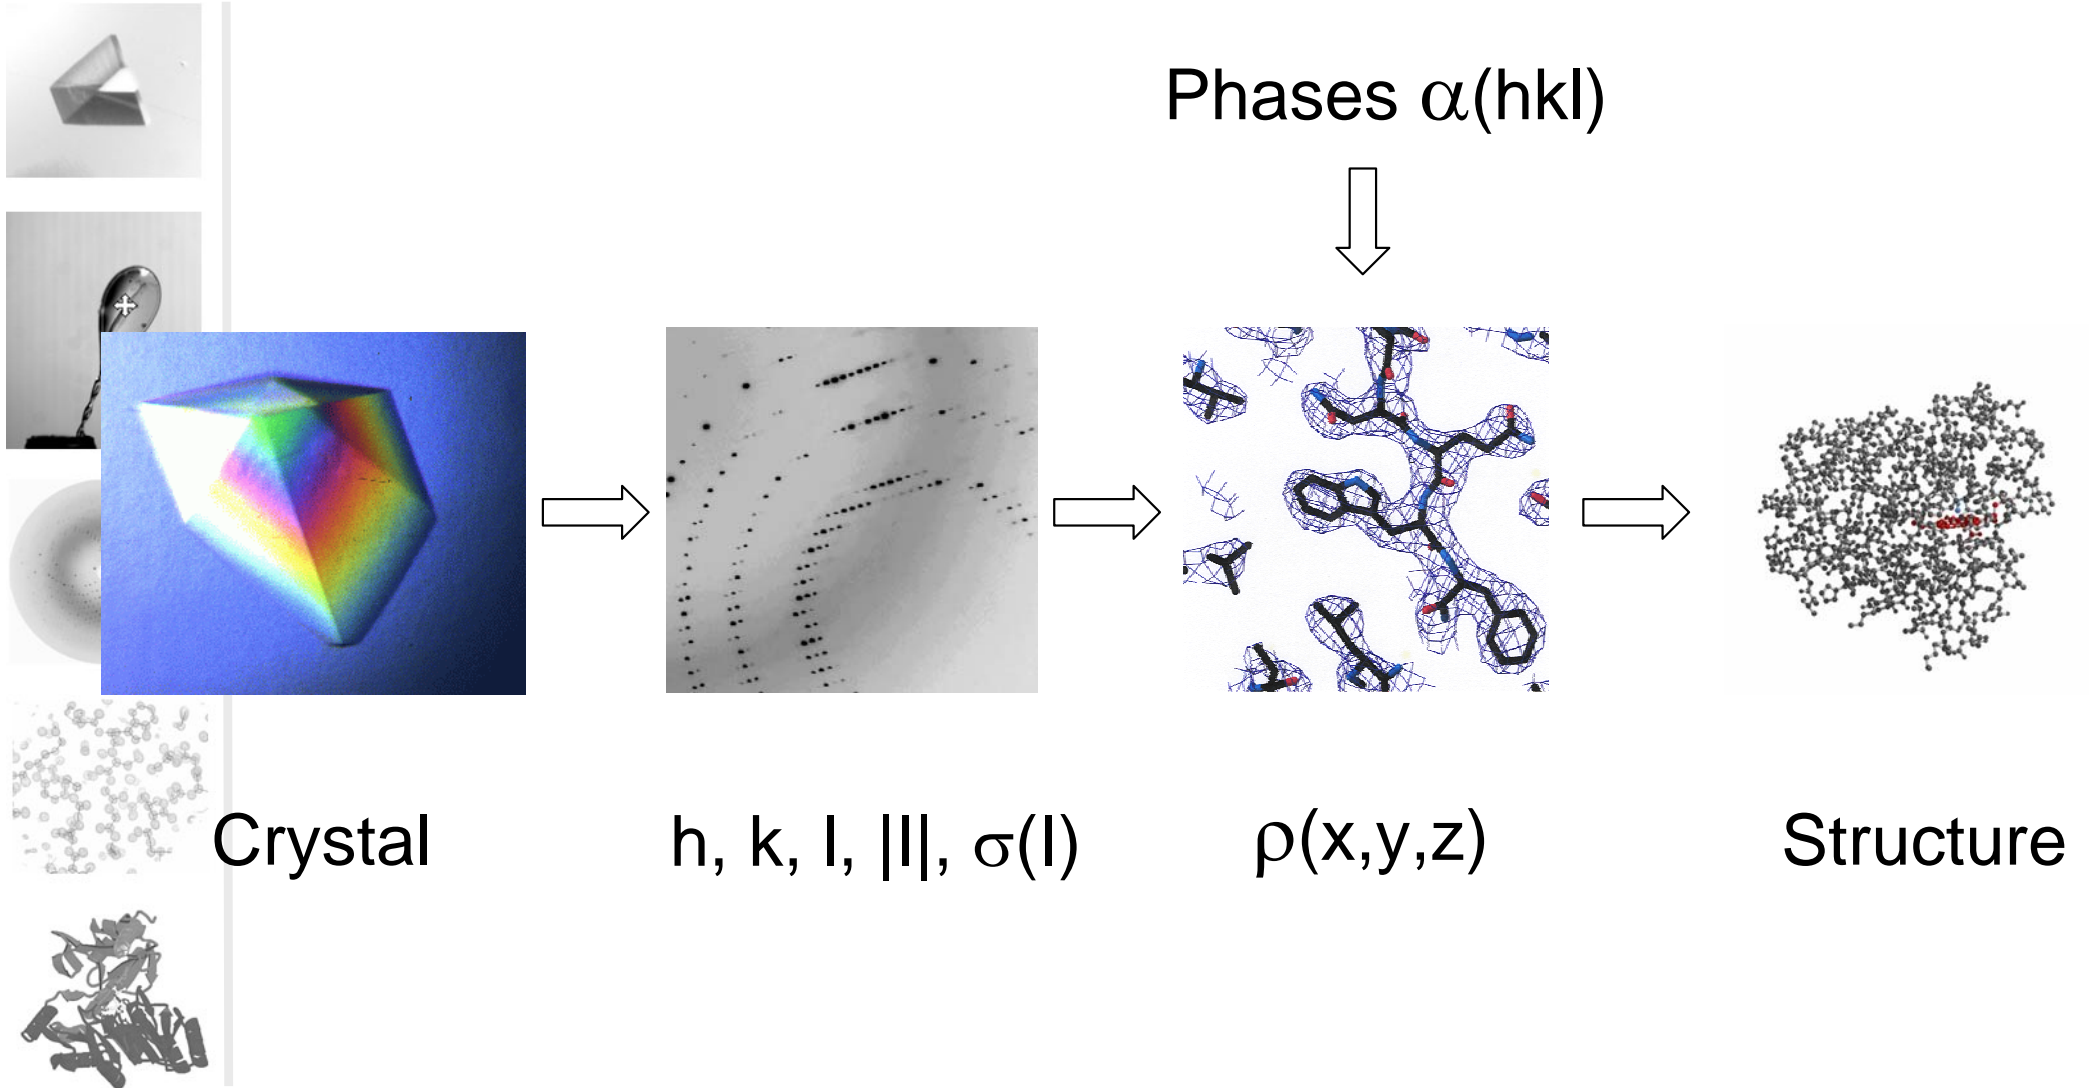 Phases α(hkl)
Crystal
h, k, l, |I|, σ(I)
ρ(x,y,z)
Structure